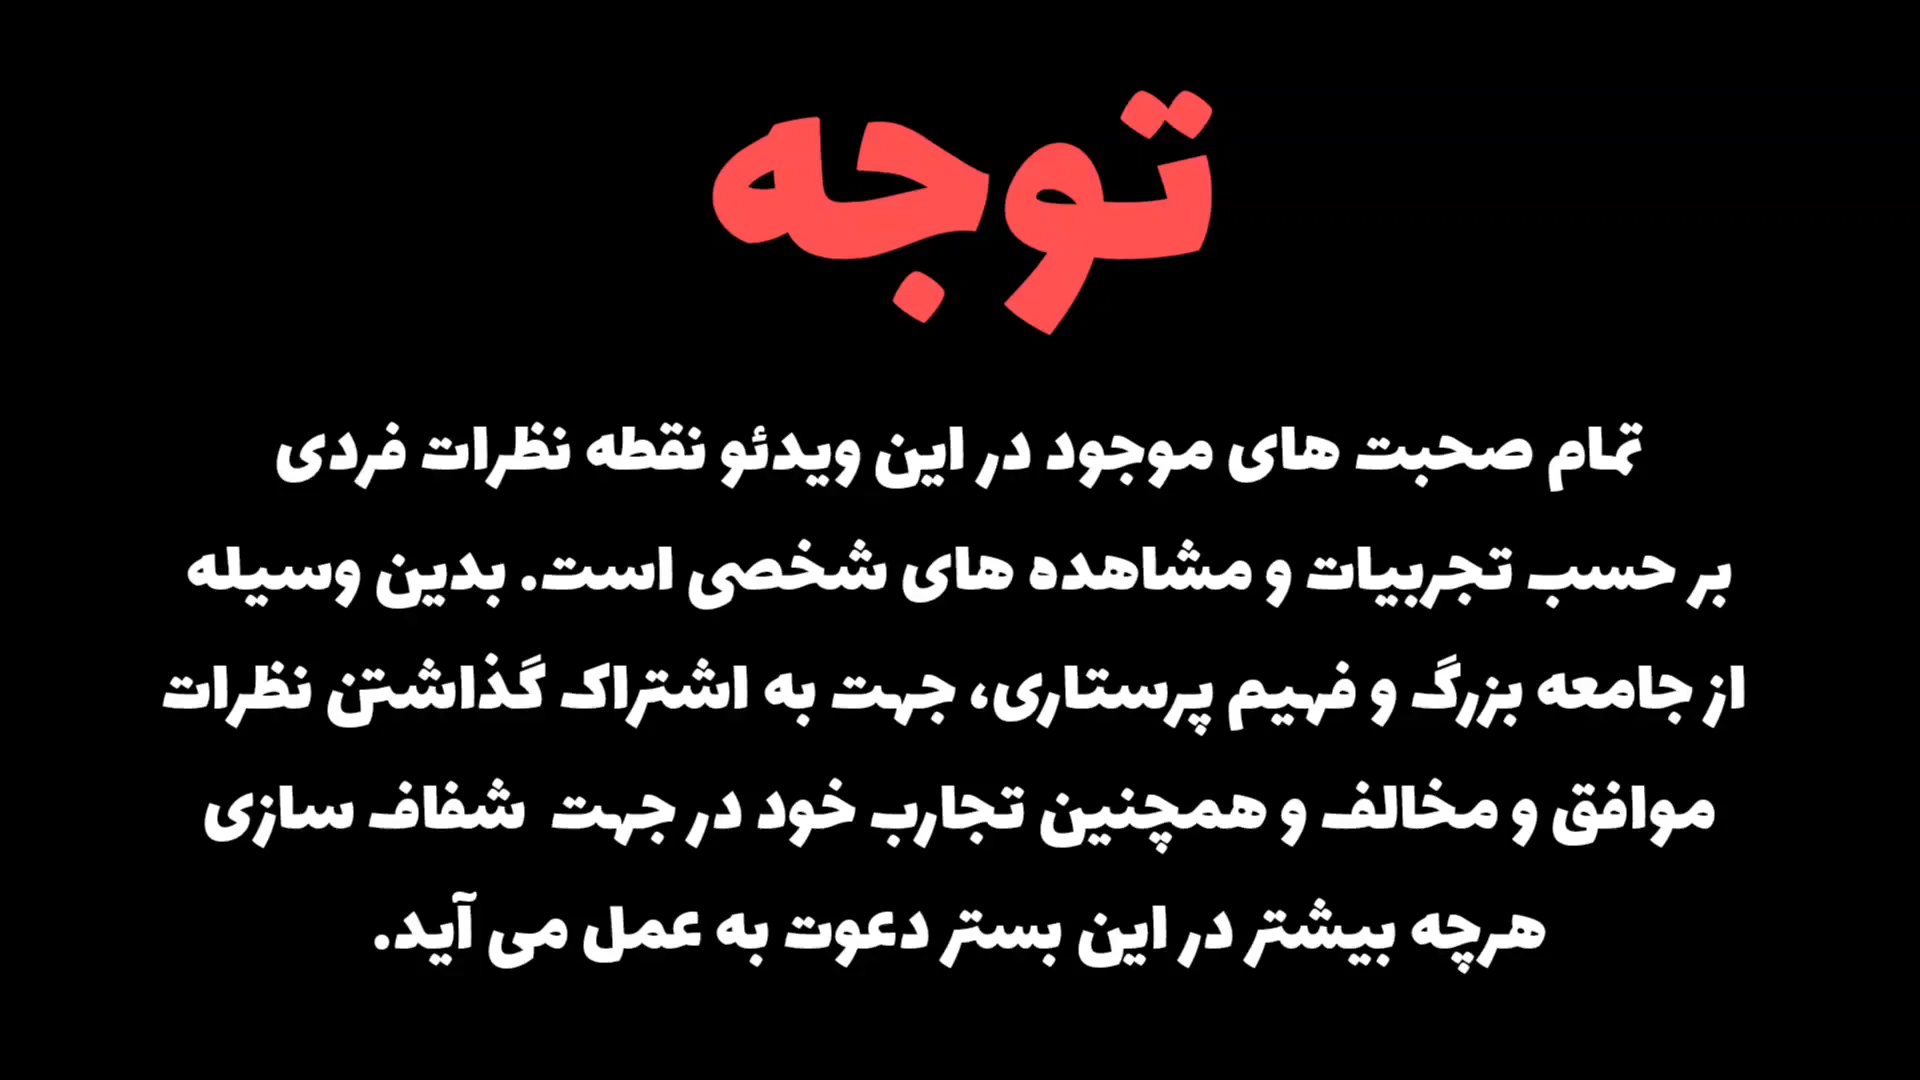 توجه
تمام صحبت های موجود در این ویدئو نقطه نظرات فردی
بر حسب تجربیات و مشاهده های شخصی است. بدین وسیله
از جامعه بزرگ و فهیم پرستاری، جهت به اشتراک گذاشتن نظرات
موافق و مخالف و همچنین تجارب خود در جهت شفاف سازی
هرچه بیشتر در این بستر دعوت به عمل می آید.